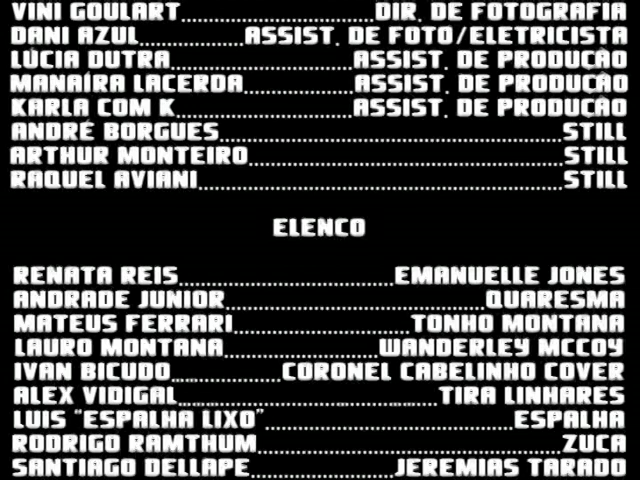 VINI GOULART........................DIR. DE FOTOGRAFIA
DANI AZUL.............ASSIST. DE FOTO/ELETRICISTA
LÚCIA DUTRA......................ASSIST. DE PRODUÇÃO
MANAÍRA LACERDA.............ASSIST. DE PRODUÇÃO
KARLA COM K.....................ASSIST. DE PRODUÇÃO
ANDRÉ BORGUES..........................................STILL
ARTHUR MONTEIRO......................................STILL
RAQUEL AVIANI............................................STILL
ELENCO
RENATA REIS..........................EMANUELLE JONES
ANDRADE JUNIOR................................QUARESMA
MATEUS FERRARI.....................TONHO MONTANA
LAURO MONTANA..................WANDERLEY MCCOY
IVAN BICUDO.............CORONEL CABELINHO COVER
ALEX VIDIGAL................................TIRA LINHARES
LUIS "ESPALHA LIXO"..............................ESPALHA
RODRIGO RAMTHUM.....................................ZUCA
SANTIAGO DELLAPE.................JEREMIAS TARADO